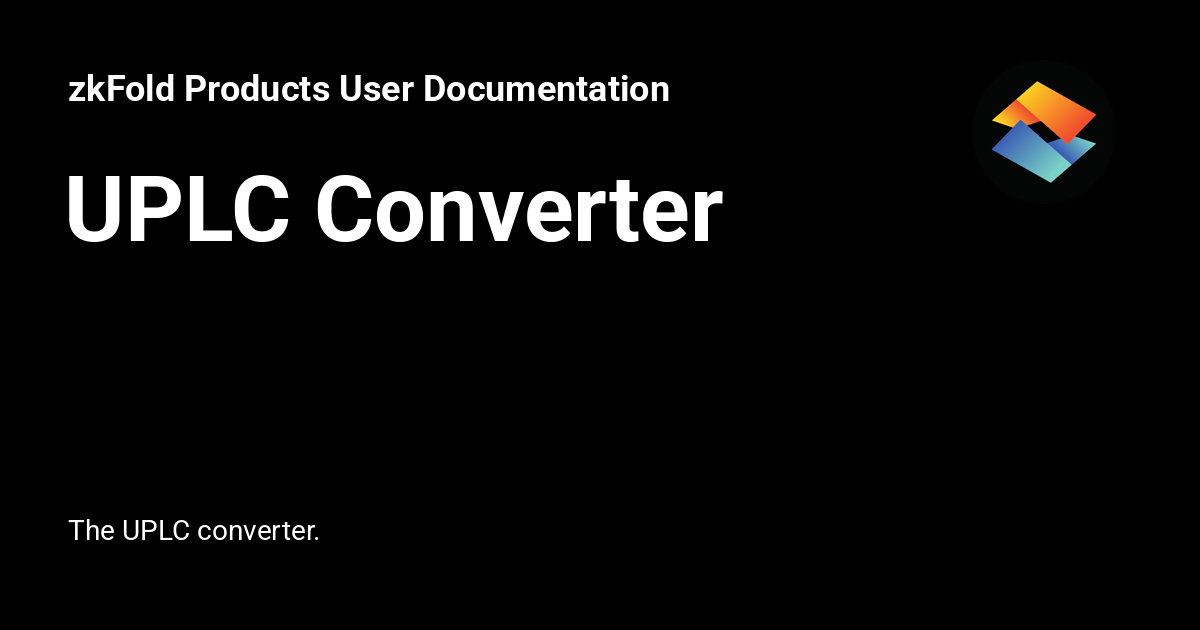 zkFold Products User Documentation
UPLC Converter
The UPLC converter.